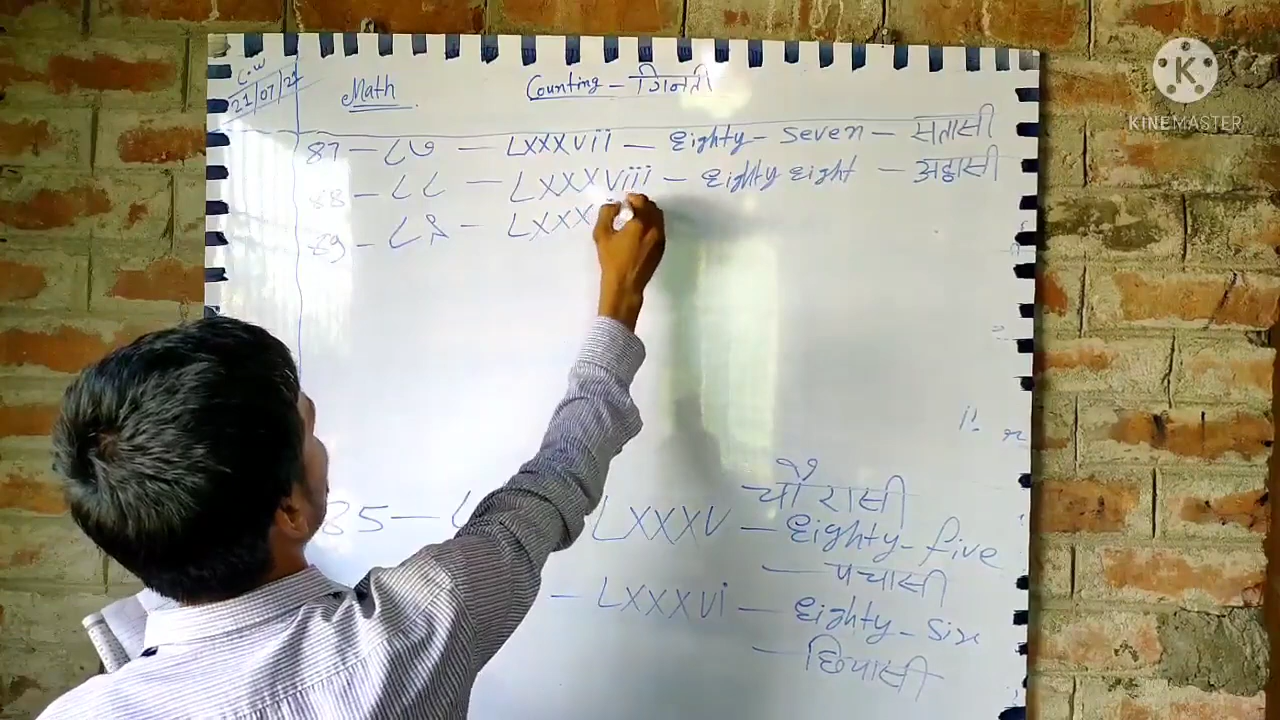 C.W
21/07/21
Math
Counting - गिनती
87 - ८७ - LXXXvii - Eighty - seven - सतासी
88 - ८८ - LXXXViii - Eighty eight - अठ्ठासी
89 - ८९ - LXXX
चौरासी
85 - LXXXV - Eighty - five
- पचासी
- LXXXVi - Eighty - Six
- छियासी
K
KINEMASTER